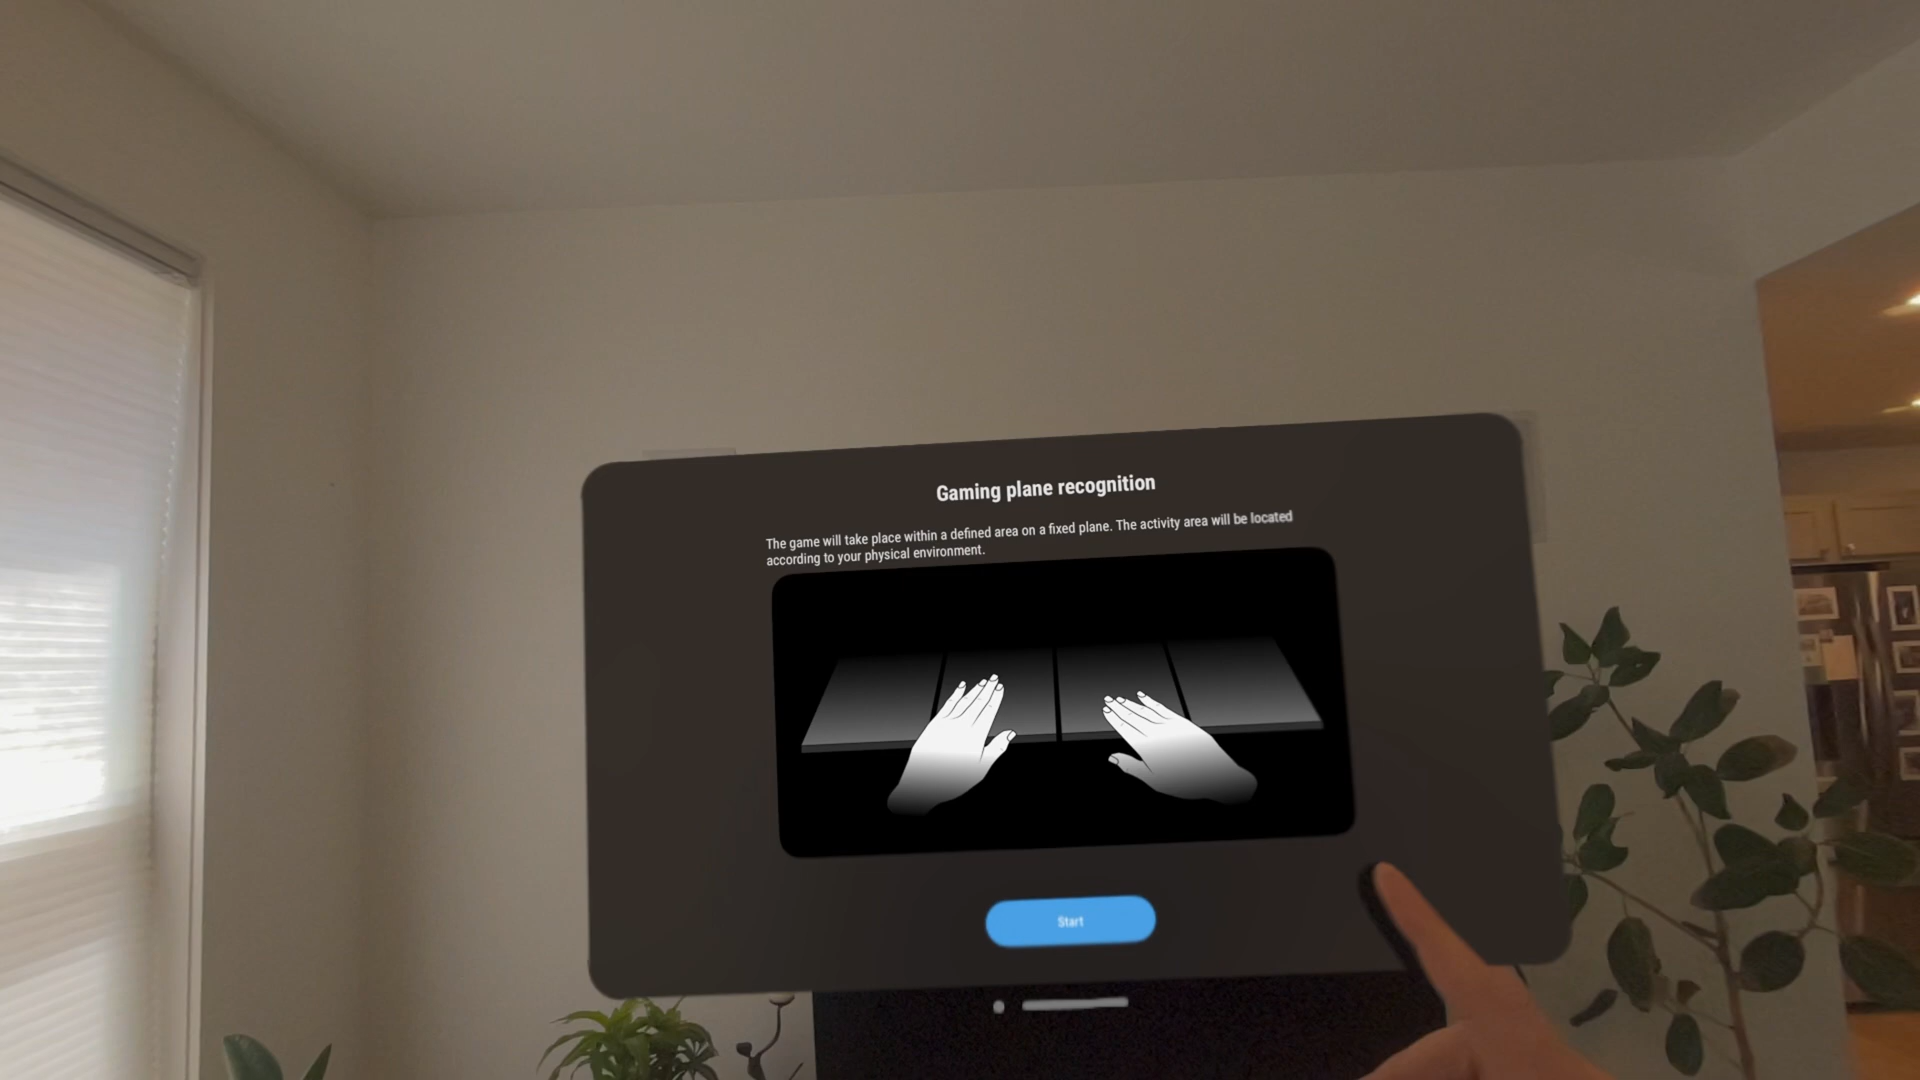 Gaming plane recognition
The game will take place within a defined area on a fixed plane. The activity area will be located
according to your physical environment.
Start